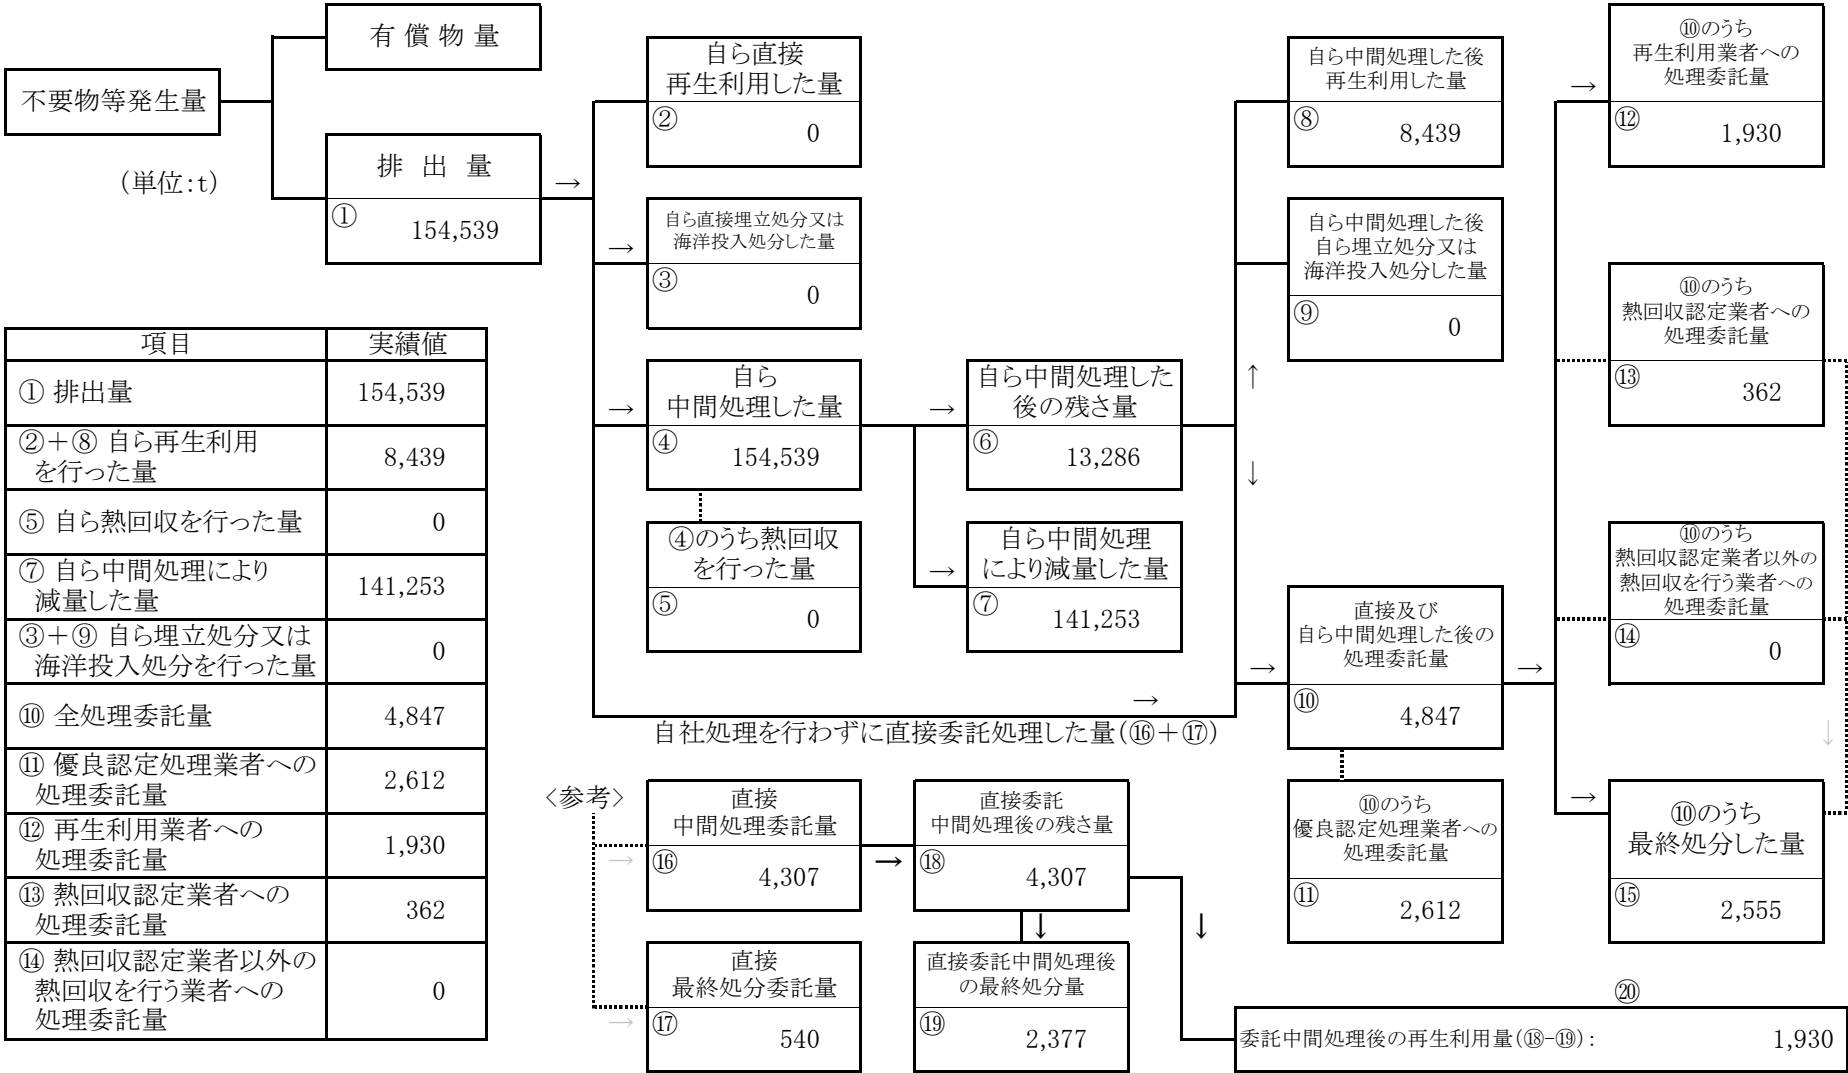 有 償 物 量
不要物等発生量
(単位:t)
排 出 量
①
154,539
→
自ら直接
再生利用した量
②
0
→
自ら直接埋立処分又は
海洋投入処分した量
③
0
→
自ら
中間処理した量
④
154,539
④のうち熱回収
を行った量
⑤
0
→
自ら中間処理した
後の残さ量
⑥
13,286
→
自ら中間処理
により減量した量
⑦
141,253
↑
↓
自ら中間処理した後
再生利用した量
⑧
8,439
自ら中間処理した後
自ら埋立処分又は
海洋投入処分した量
⑨
0
→
自社処理を行わずに直接委託処理した量(⑯+⑰)
→
直接及び
自ら中間処理した後の
処理委託量
⑩
4,847
→
⑩のうち
優良認定処理業者への
処理委託量
⑪
2,612
→
⑩のうち
再生利用業者への
処理委託量
⑫
1,930
⑩のうち
熱回収認定業者への
処理委託量
⑬
362
⑩のうち
熱回収認定業者以外の
熱回収を行う業者への
処理委託量
⑭
0
↓
→
⑩のうち
最終処分した量
⑮
2,555
項目 実績値
① 排出量 154,539
②+⑧ 自ら再生利用
を行った量 8,439
⑤ 自ら熱回収を行った量 0
⑦ 自ら中間処理により
減量した量 141,253
③+⑨ 自ら埋立処分又は
海洋投入処分を行った量 0
⑩ 全処理委託量 4,847
⑪ 優良認定処理業者への
処理委託量 2,612
⑫ 再生利用業者への
処理委託量 1,930
⑬ 熱回収認定業者への
処理委託量 362
⑭ 熱回収認定業者以外の
熱回収を行う業者への
処理委託量 0
<参考>
→
直接
中間処理委託量
⑯
4,307
→
直接委託
中間処理後の残さ量
⑱
4,307
↓
↓
→
直接
最終処分委託量
⑰
540
直接委託中間処理後
の最終処分量
⑲
2,377
⑳
委託中間処理後の再生利用量(⑱-⑲): 1,930